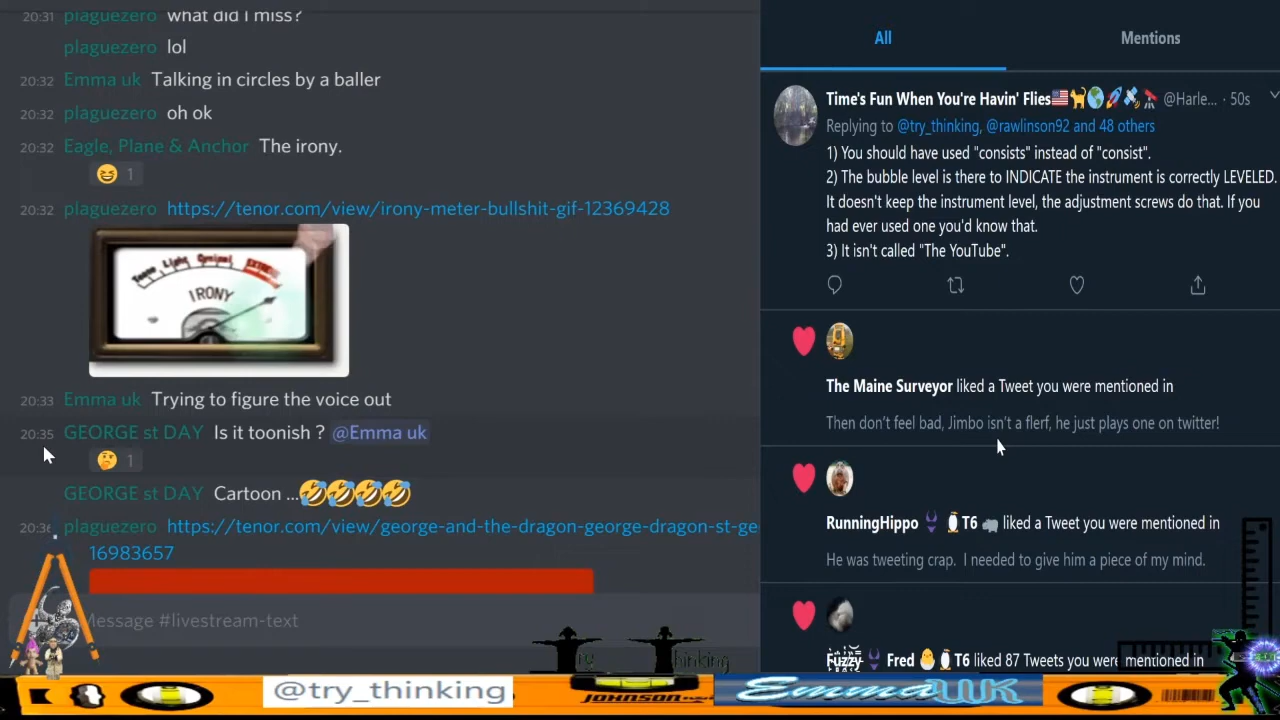 20:31 plaguezero what did I miss?
plaguezero lol
20:32 Emma uk Talking in circles by a baller
20:32 plaguezero oh ok
20:32 Eagle, Plane & Anchor The irony.
😆 1
20:32 plaguezero https://tenor.com/view/irony-meter-bullshit-gif-12369428
IRONY
20:33 Emma uk Trying to figure the voice out
20:35 GEORGE st DAY Is it toonish ? @Emma uk
🤔 1
GEORGE st DAY Cartoon ...🤣🤣🤣🤣
plaguezero https://tenor.com/view/george-and-the-dragon-george-dragon-st-ge
16983657
Message #livestream-text
All Mentions
Time's Fun When You're Havin' Flies🇺🇸🐈🌎🚀🛰️🔭 @Harle... · 50s
Replying to @try_thinking, @rawlinson92 and 48 others
1) You should have used "consists" instead of "consist".
2) The bubble level is there to INDICATE the instrument is correctly LEVELED.
It doesn't keep the instrument level, the adjustment screws do that. If you
had ever used one you'd know that.
3) It isn't called "The YouTube".
The Maine Surveyor liked a Tweet you were mentioned in
Then don't feel bad, Jimbo isn't a flerf, he just plays one on twitter!
RunningHippo 🐧T6 🦏 liked a Tweet you were mentioned in
He was tweeting crap. I needed to give him a piece of my mind.
Fuzzy Fred 🐥🐧T6 liked 87 Tweets you were mentioned in
Try Thinking
@try_thinking
JOHNSON
EmmaUK